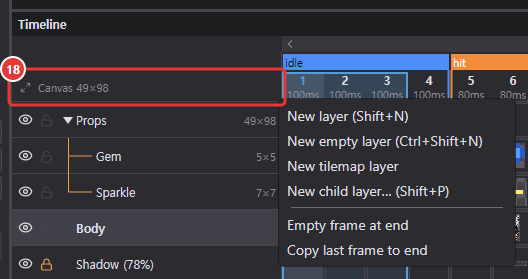 Timeline
idle
hit
18
Canvas 49×98
1 2 3 4 5 6
100ms 100ms 100ms 100ms 80ms 80ms
Props 49×98
Gem 5×5
Sparkle 7×7
Body
Shadow (78%)
New layer (Shift+N)
New empty layer (Ctrl+Shift+N)
New tilemap layer
New child layer... (Shift+P)
Empty frame at end
Copy last frame to end